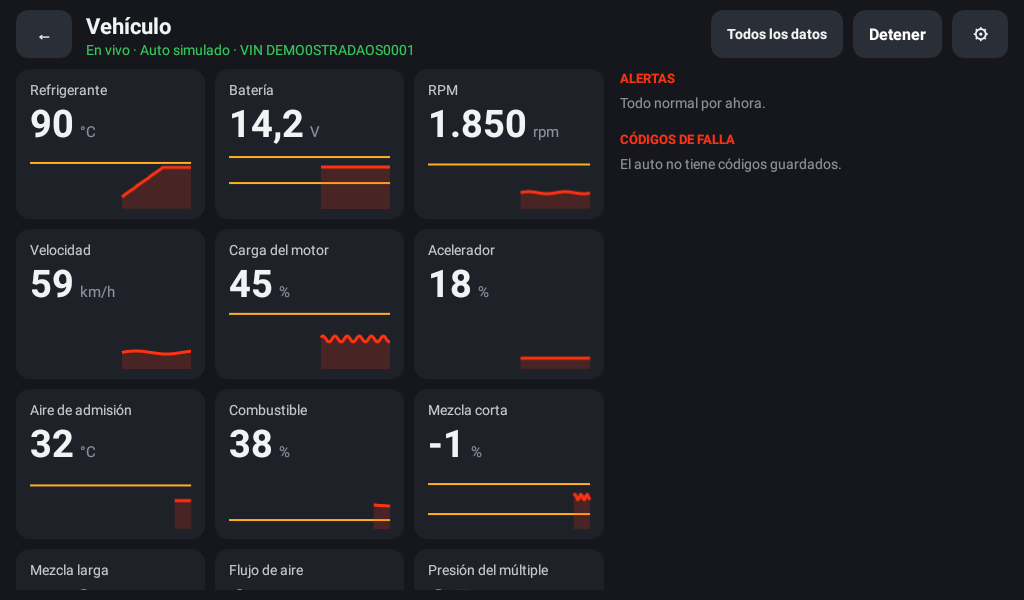 ←
Vehículo
En vivo · Auto simulado · VIN DEMO0STRADAOS0001
Todos los datos
Detener
Refrigerante
90 °C
Batería
14,2 V
RPM
1.850 rpm
Velocidad
59 km/h
Carga del motor
45 %
Acelerador
18 %
Aire de admisión
32 °C
Combustible
38 %
Mezcla corta
-1 %
Mezcla larga
Flujo de aire
Presión del múltiple
ALERTAS
Todo normal por ahora.
CÓDIGOS DE FALLA
El auto no tiene códigos guardados.